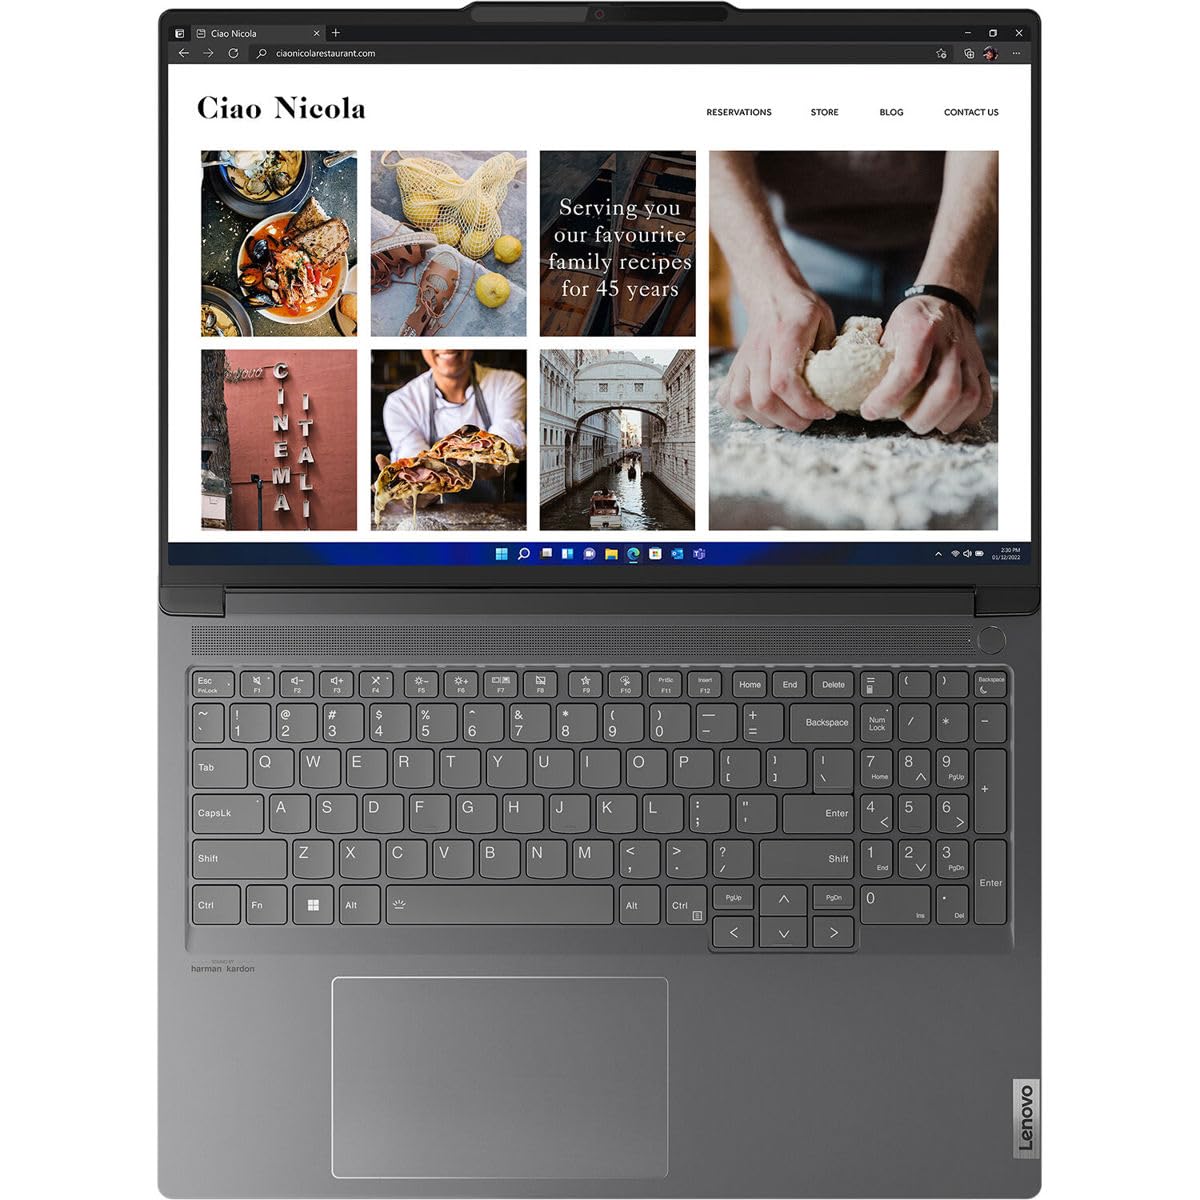 Ciao Nicola
ciaonicolarestaurant.com
Ciao Nicola
RESERVATIONS STORE BLOG CONTACT US
Serving you
our favourite
family recipes
for 45 years
CINEMA
ITALI
2:30 PM
01/12/2022
Esc F1 F2 F3 F4 F5 F6 F7 F8 F9 F10 PrtSc F11 Insert F12 Home End Delete ( ) Backspace
FnLock
~ ` ! 1 @ 2 # 3 $ 4 % 5 ^ 6 & 7 * 8 ( 9 ) 0 — - + = Backspace Num Lock / * -
Tab Q W E R T Y U I O P { [ } ] | \ 7 Home 8 9 PgUp +
CapsLk A S D F G H J K L : ; " ' Enter 4 5 6
Shift Z X C V B N M < , > . ? / Shift 1 End 2 3 PgDn Enter
Ctrl Fn Alt Alt Ctrl PgUp PgDn 0 Ins . Del
SOUND BY
harman kardon
Lenovo